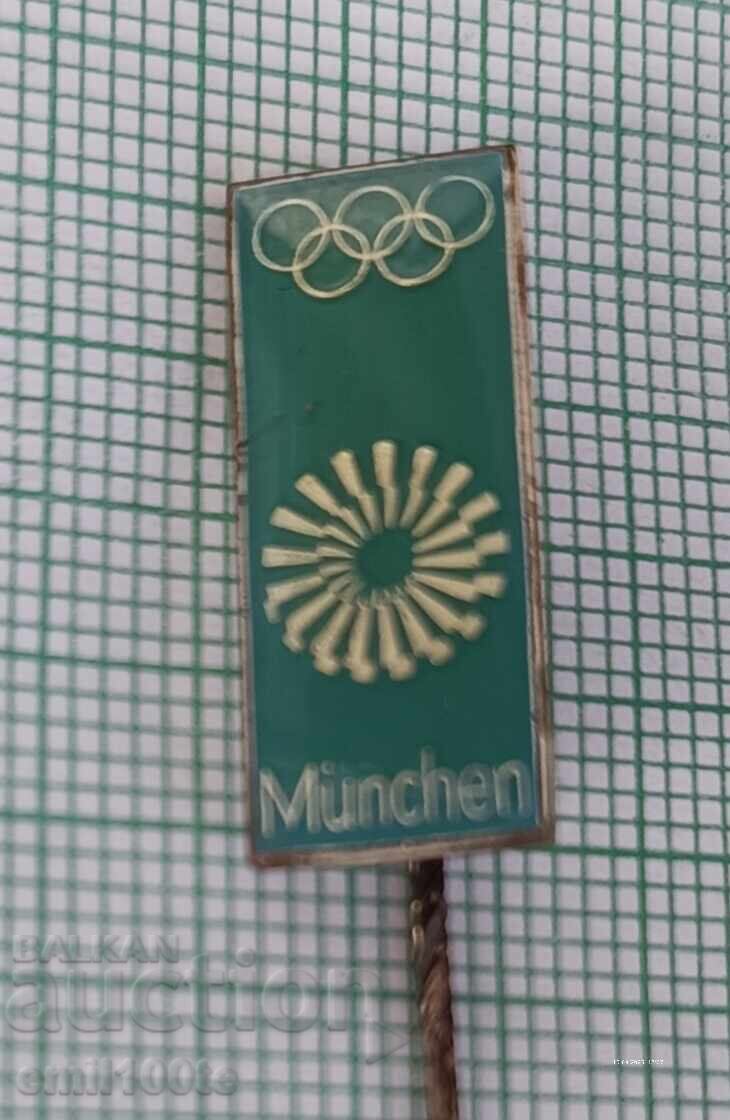 München
BALKAN
auction
emil100te